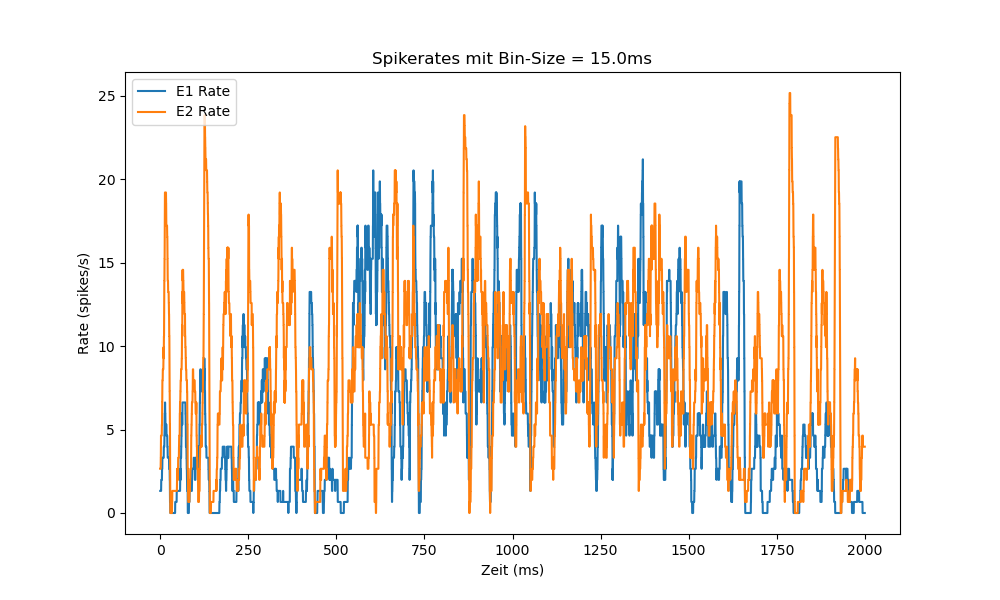 Spikerates mit Bin-Size = 15.0ms
E1 Rate
E2 Rate
25
20
15
10
5
0
Rate (spikes/s)
0 250 500 750 1000 1250 1500 1750 2000
Zeit (ms)